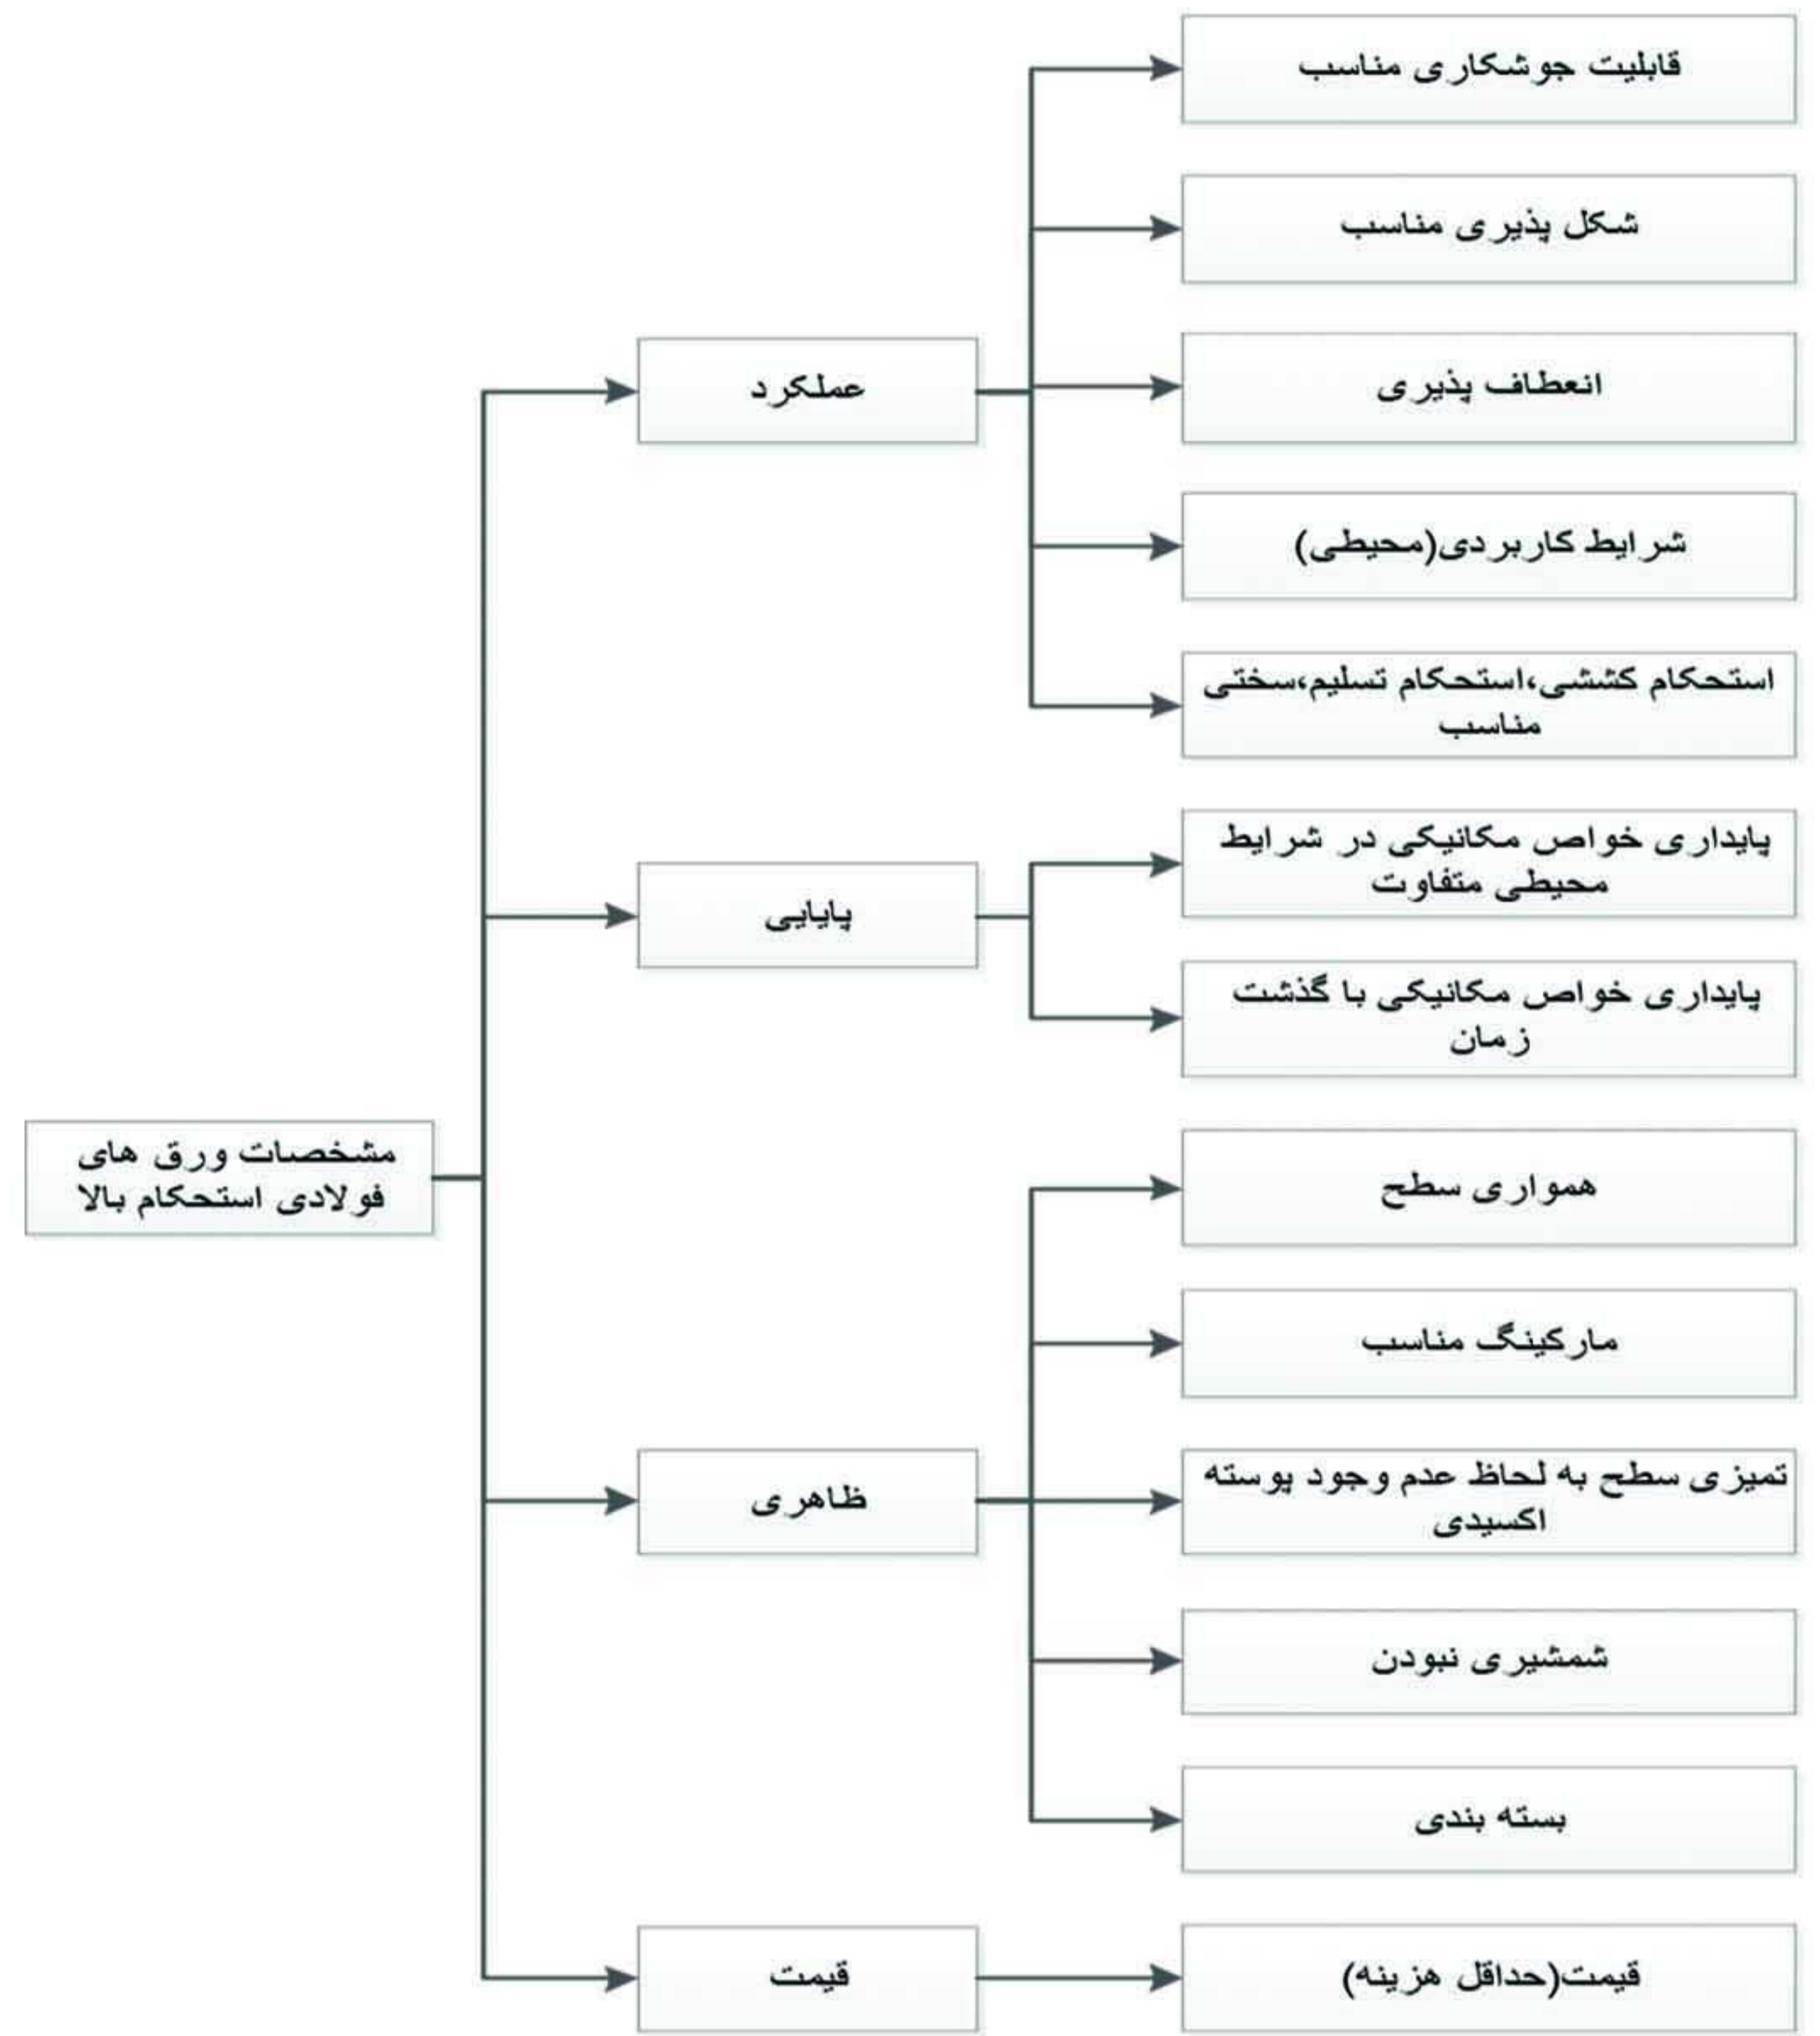 مشخصات ورق های
فولادی استحکام بالا
عملکرد
قابلیت جوشکاری مناسب
شکل پذیری مناسب
انعطاف پذیری
شرایط کاربردی(محیطی)
استحکام کششی،استحکام تسلیم،سختی
مناسب
پایایی
پایداری خواص مکانیکی در شرایط
محیطی متفاوت
پایداری خواص مکانیکی با گذشت
زمان
ظاهری
همواری سطح
مارکینگ مناسب
تمیزی سطح به لحاظ عدم وجود پوسته
اکسیدی
شمشیری نبودن
بسته بندی
قیمت
قیمت(حداقل هزینه)